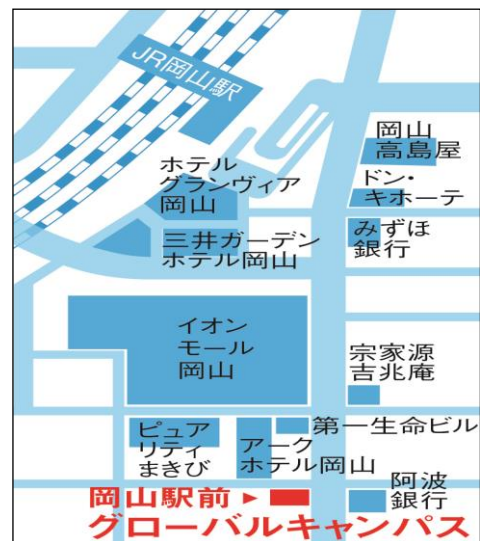 JR岡山駅
岡山
高島屋
ホテル
グランヴィア
岡山
ドン・
キホーテ
三井ガーデン
ホテル岡山
みずほ
銀行
イオン
モール
岡山
宗家源
吉兆庵
ピュア
リティ
まきび
アーク
ホテル岡山
第一生命ビル
阿波
銀行
岡山駅前 ►
グローバルキャンパス